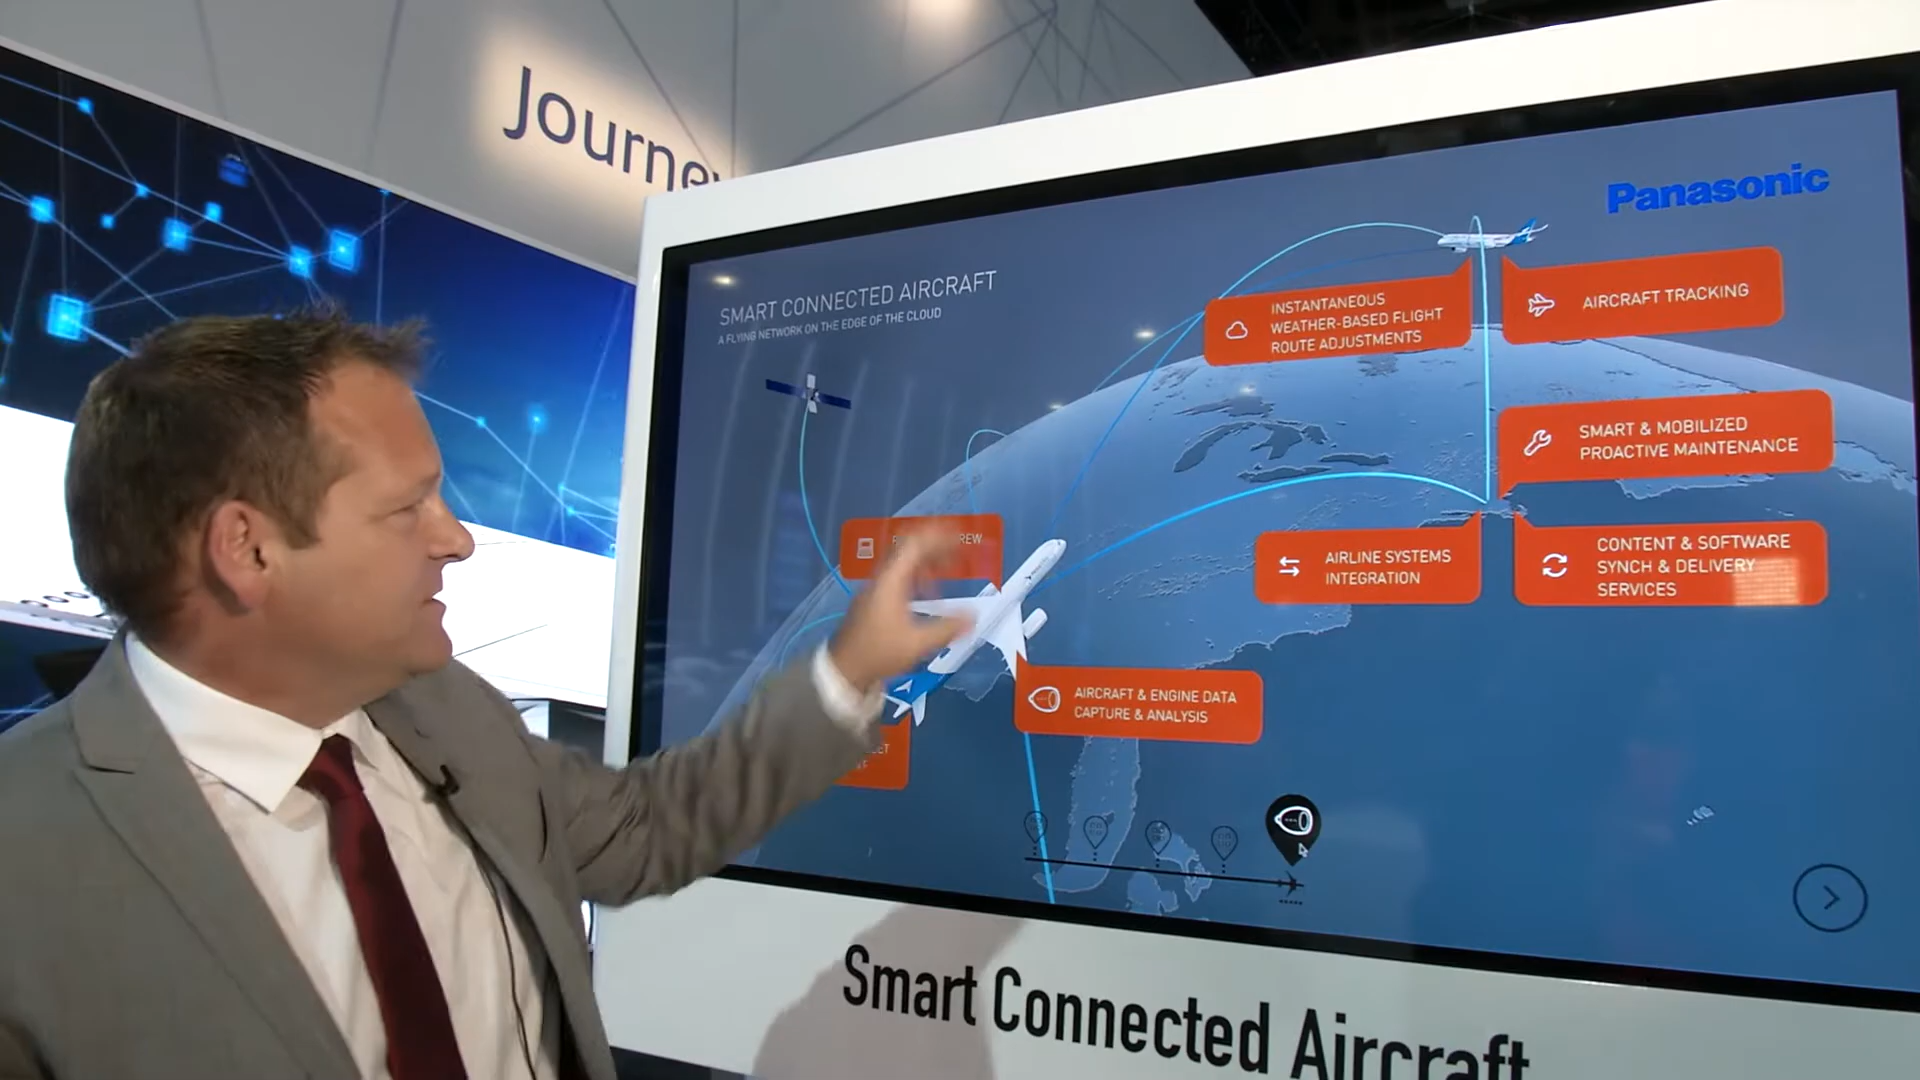 Journey
Panasonic
SMART CONNECTED AIRCRAFT
A FLYING NETWORK ON THE EDGE OF THE CLOUD
INSTANTANEOUS
WEATHER-BASED FLIGHT
ROUTE ADJUSTMENTS
AIRCRAFT TRACKING
SMART & MOBILIZED
PROACTIVE MAINTENANCE
AIRLINE SYSTEMS
INTEGRATION
CONTENT & SOFTWARE
SYNCH & DELIVERY
SERVICES
AIRCRAFT & ENGINE DATA
CAPTURE & ANALYSIS
Smart Connected Aircraft